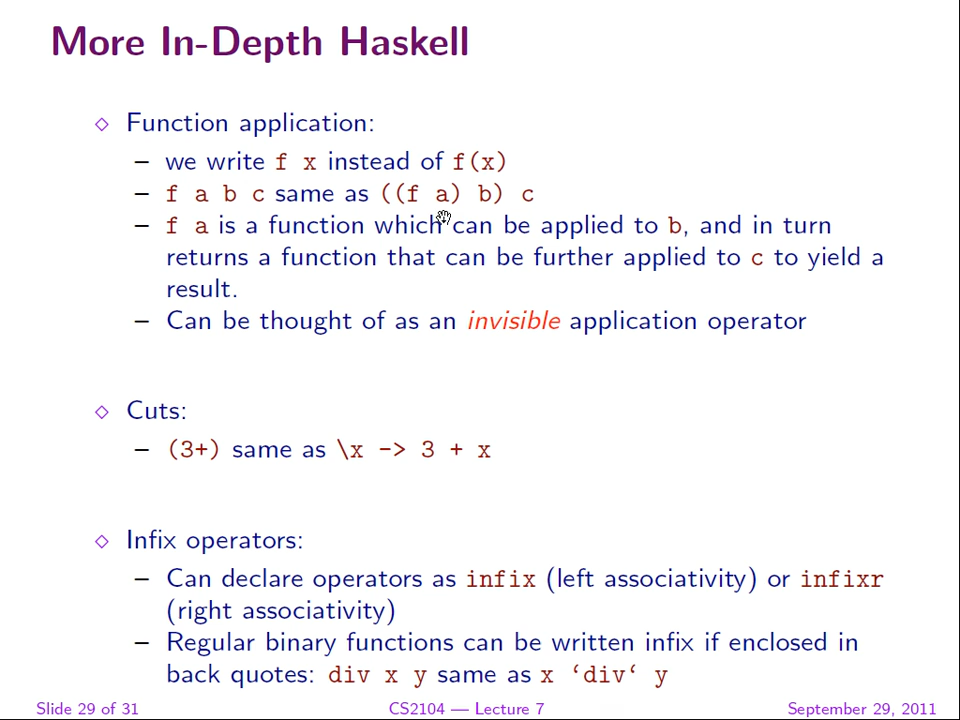 More In-Depth Haskell
◇ Function application:
– we write f x instead of f(x)
– f a b c same as ((f a) b) c
– f a is a function which can be applied to b, and in turn
returns a function that can be further applied to c to yield a
result.
– Can be thought of as an invisible application operator
◇ Cuts:
– (3+) same as \x -> 3 + x
◇ Infix operators:
– Can declare operators as infix (left associativity) or infixr
(right associativity)
– Regular binary functions can be written infix if enclosed in
back quotes: div x y same as x ‘div‘ y
Slide 29 of 31 CS2104 — Lecture 7 September 29, 2011